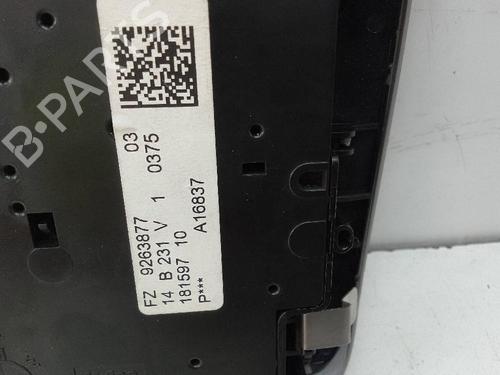 B-PARTS
FZ 9263877 03
14 B 231 V 1 0375
181597 10
P*** A16837